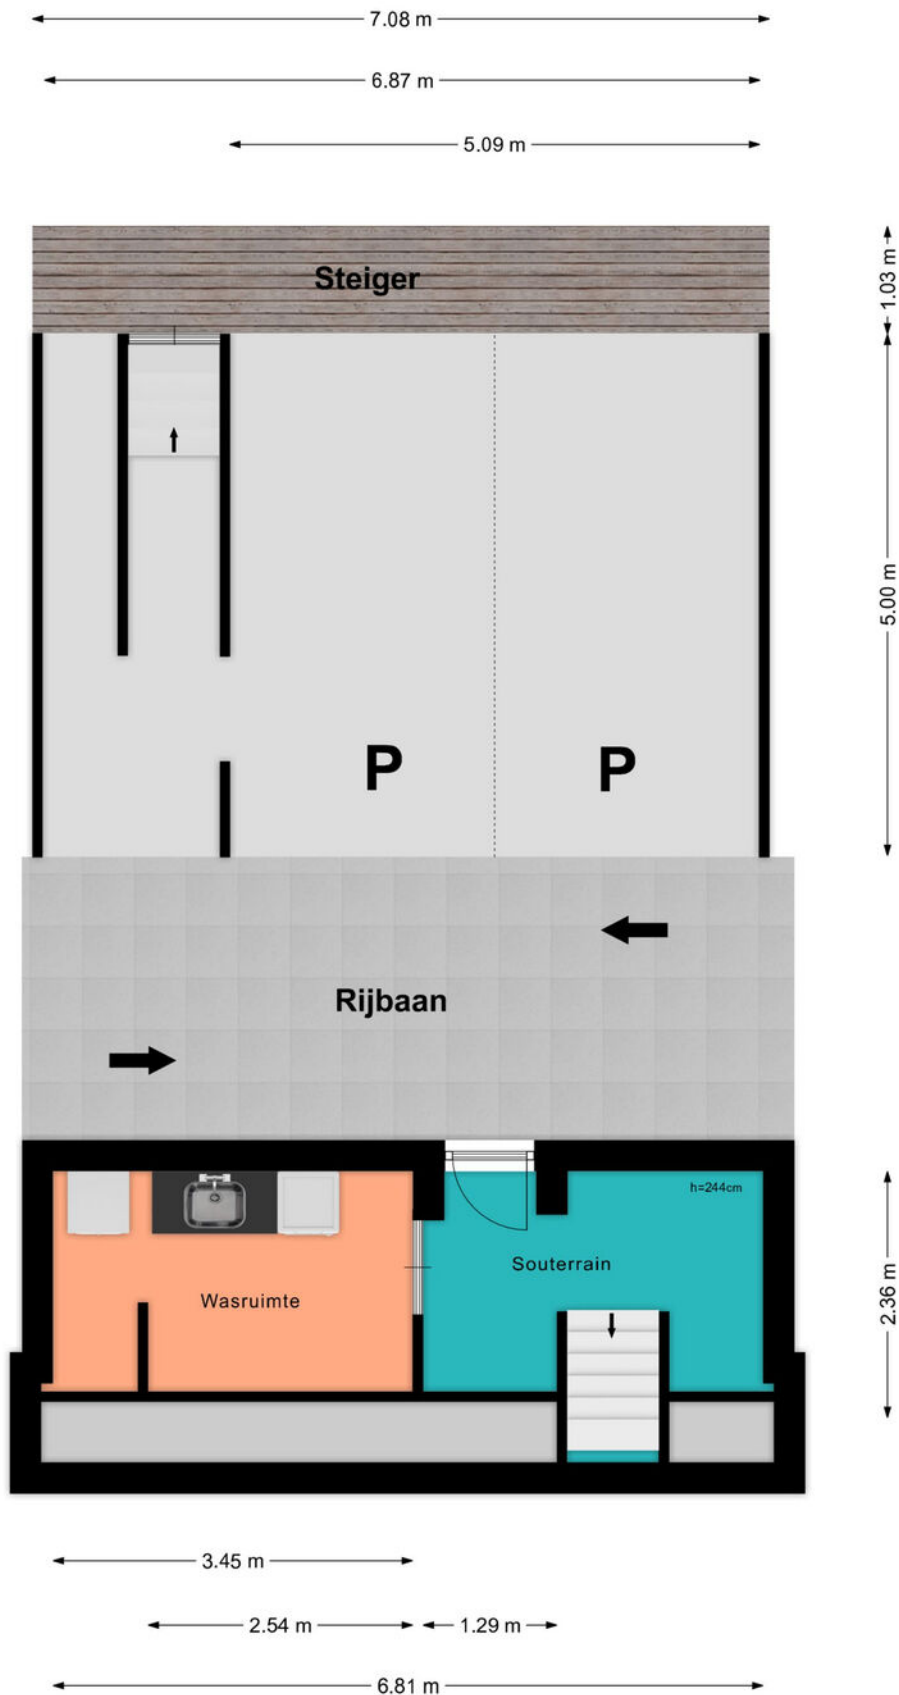 7.08 m
6.87 m
5.09 m
Steiger
1.03 m
5.00 m
P P
Rijbaan
h=244cm
Souterrain
Wasruimte
2.36 m
3.45 m
2.54 m 1.29 m
6.81 m